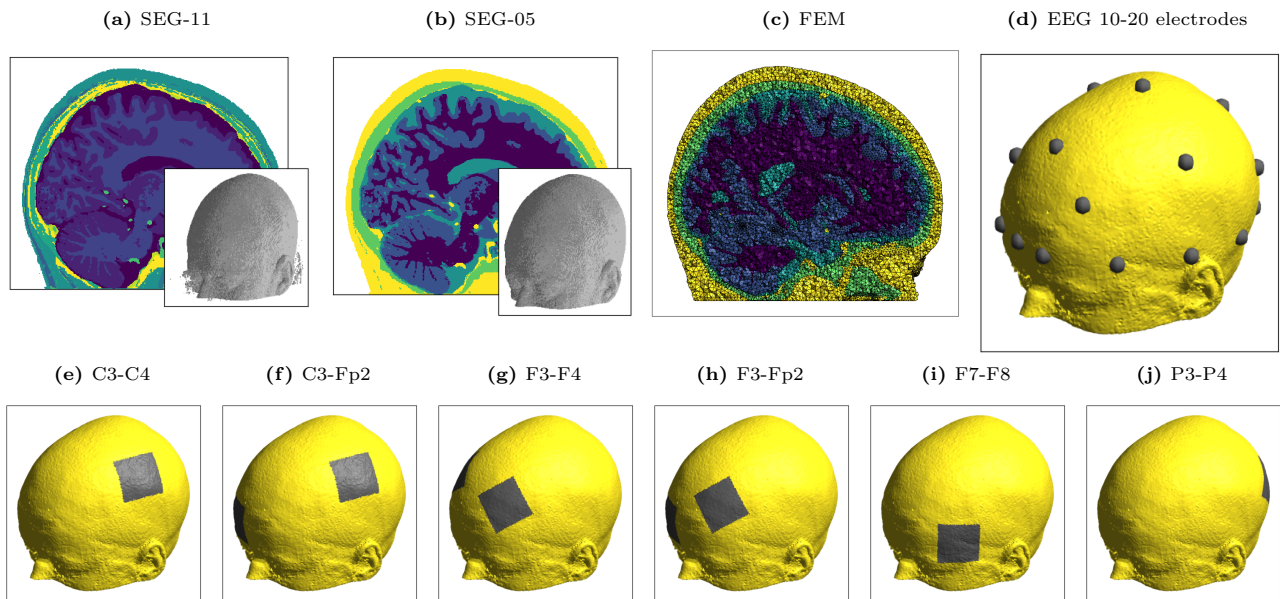 (a) SEG-11
(b) SEG-05
(c) FEM
(d) EEG 10-20 electrodes
(e) C3-C4
(f) C3-Fp2
(g) F3-F4
(h) F3-Fp2
(i) F7-F8
(j) P3-P4